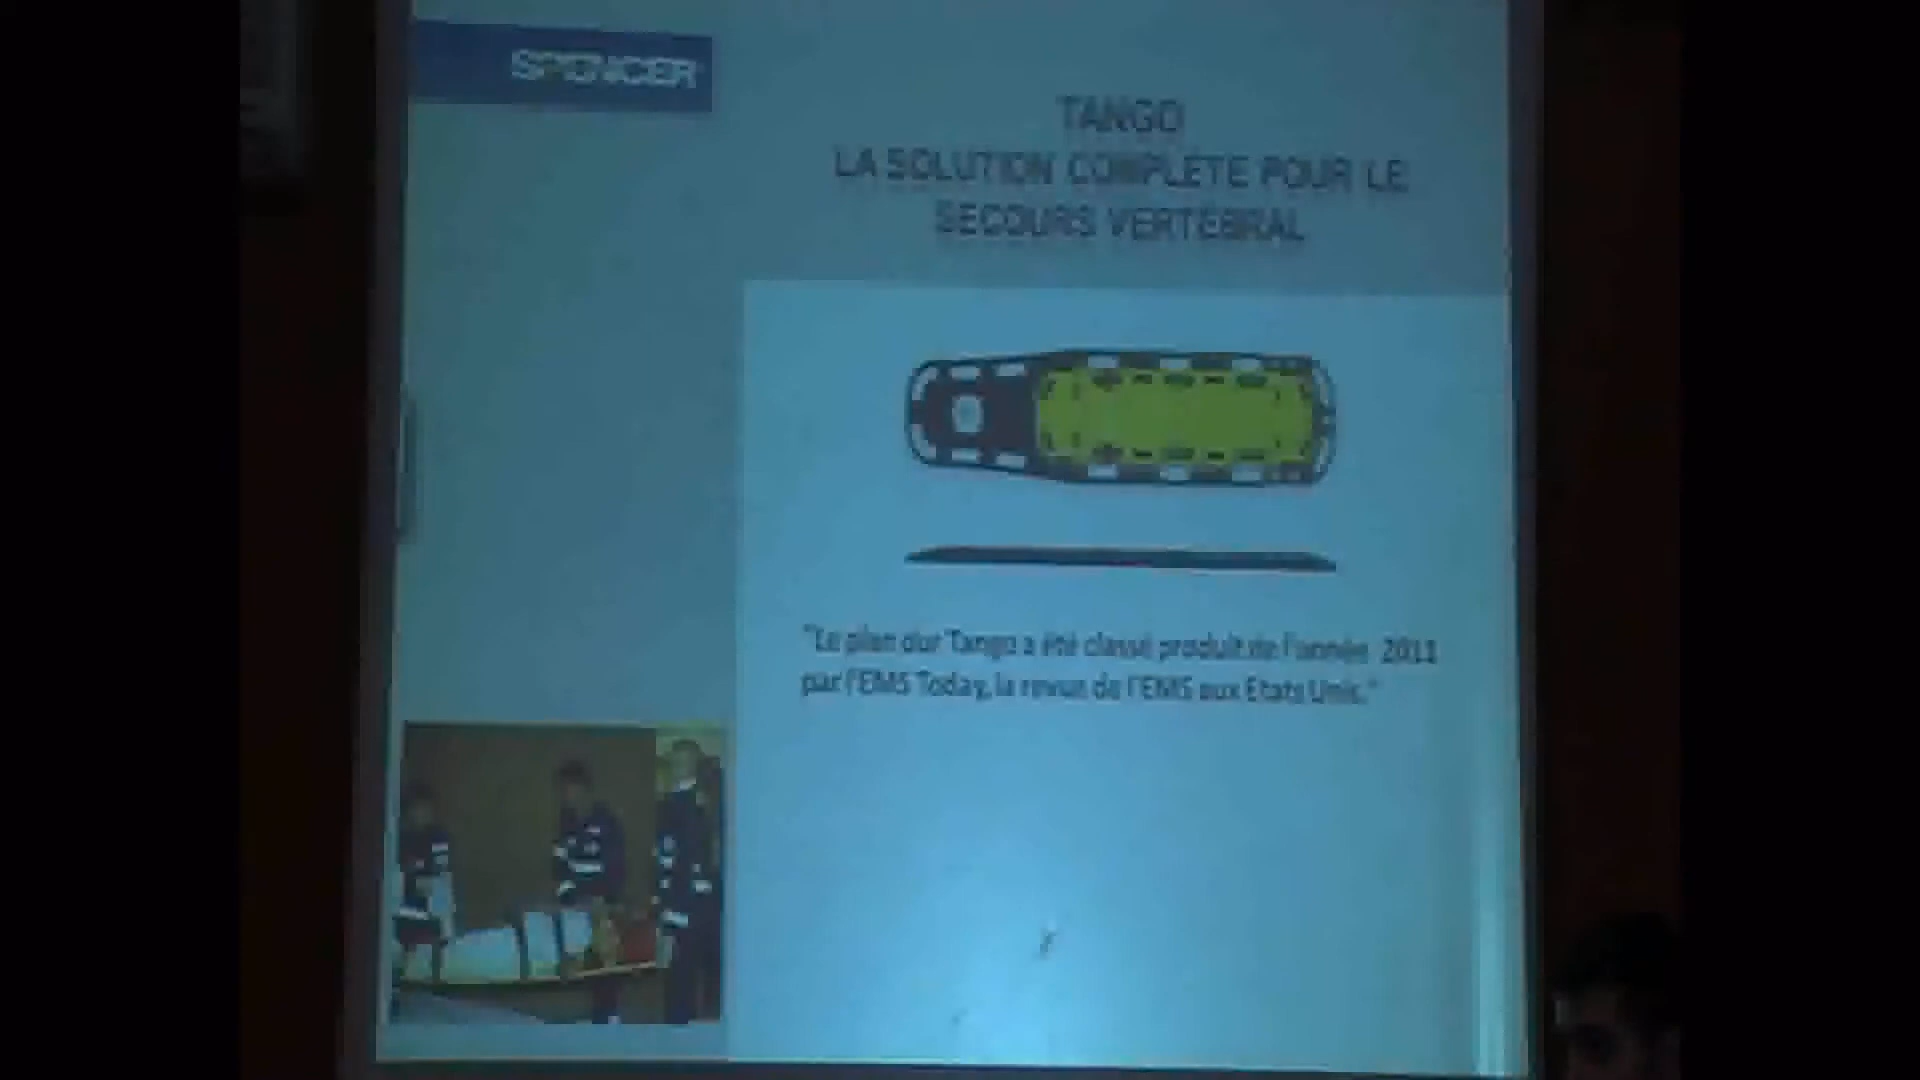 SPENCER
TANGO
LA SOLUTION COMPLETE POUR LE
SECOURS VERTEBRAL
"Le plan dur Tango a été classé produit de l'année 2011
par l'EMS Today, la revue de l'EMS aux Etats Unis."